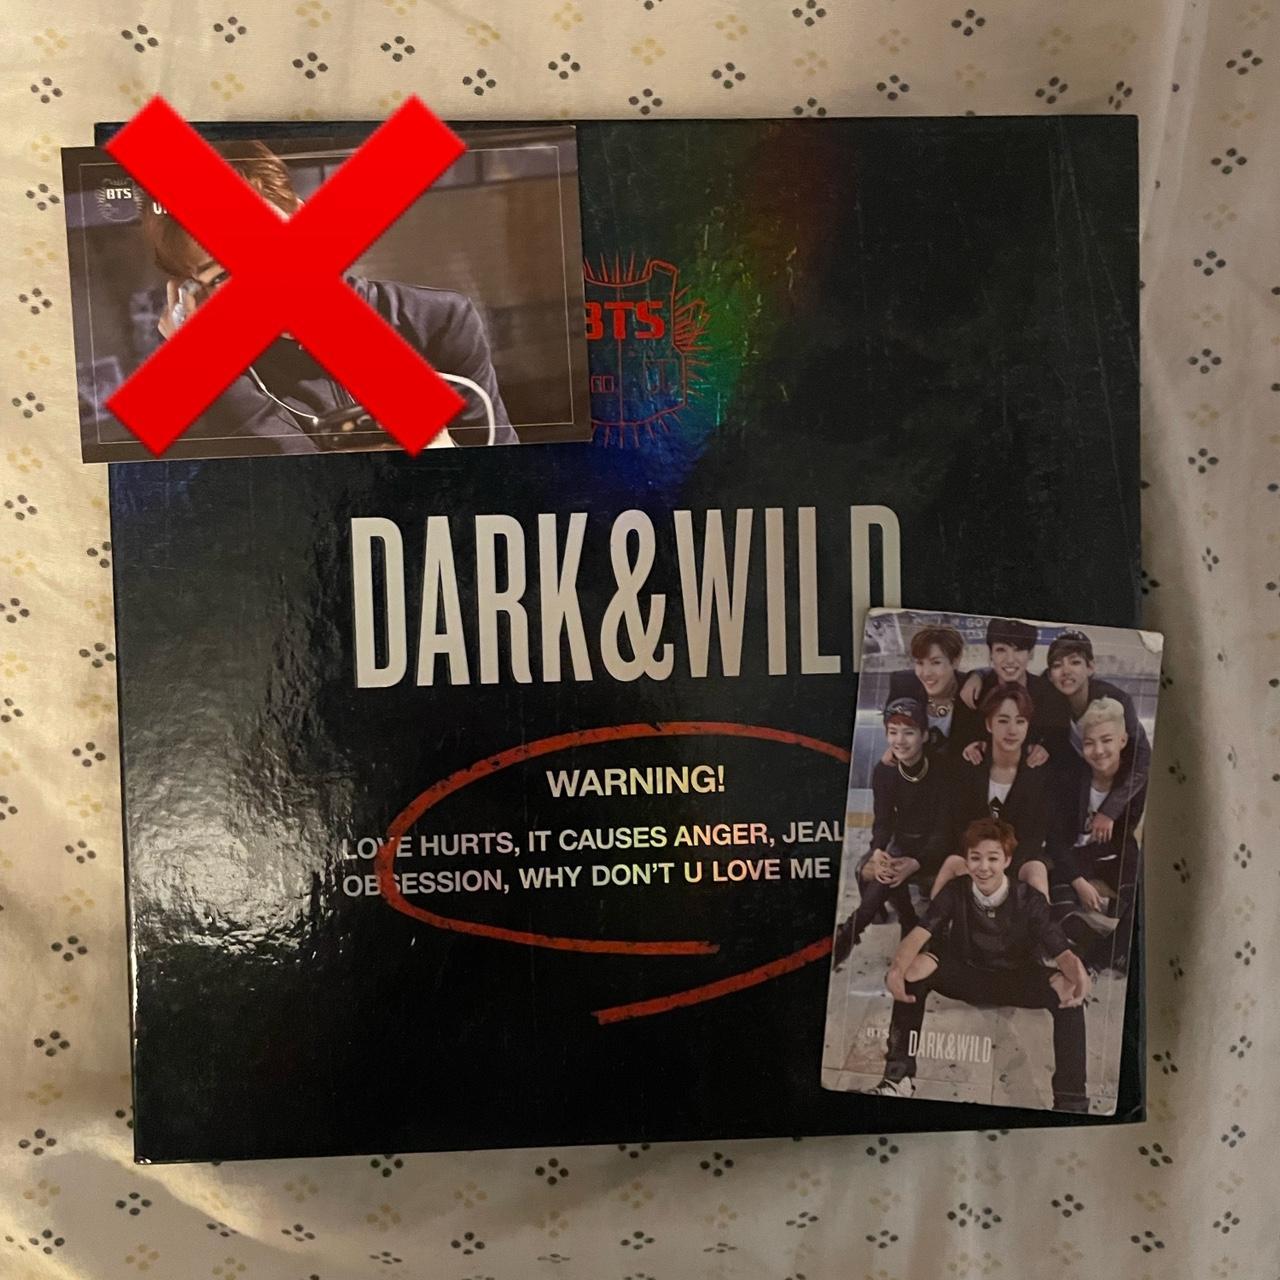 BTS
BTS
DARK&WILD
WARNING!
LOVE HURTS, IT CAUSES ANGER, JEAL
OBSESSION, WHY DON'T U LOVE ME
BTS
DARK&WILD